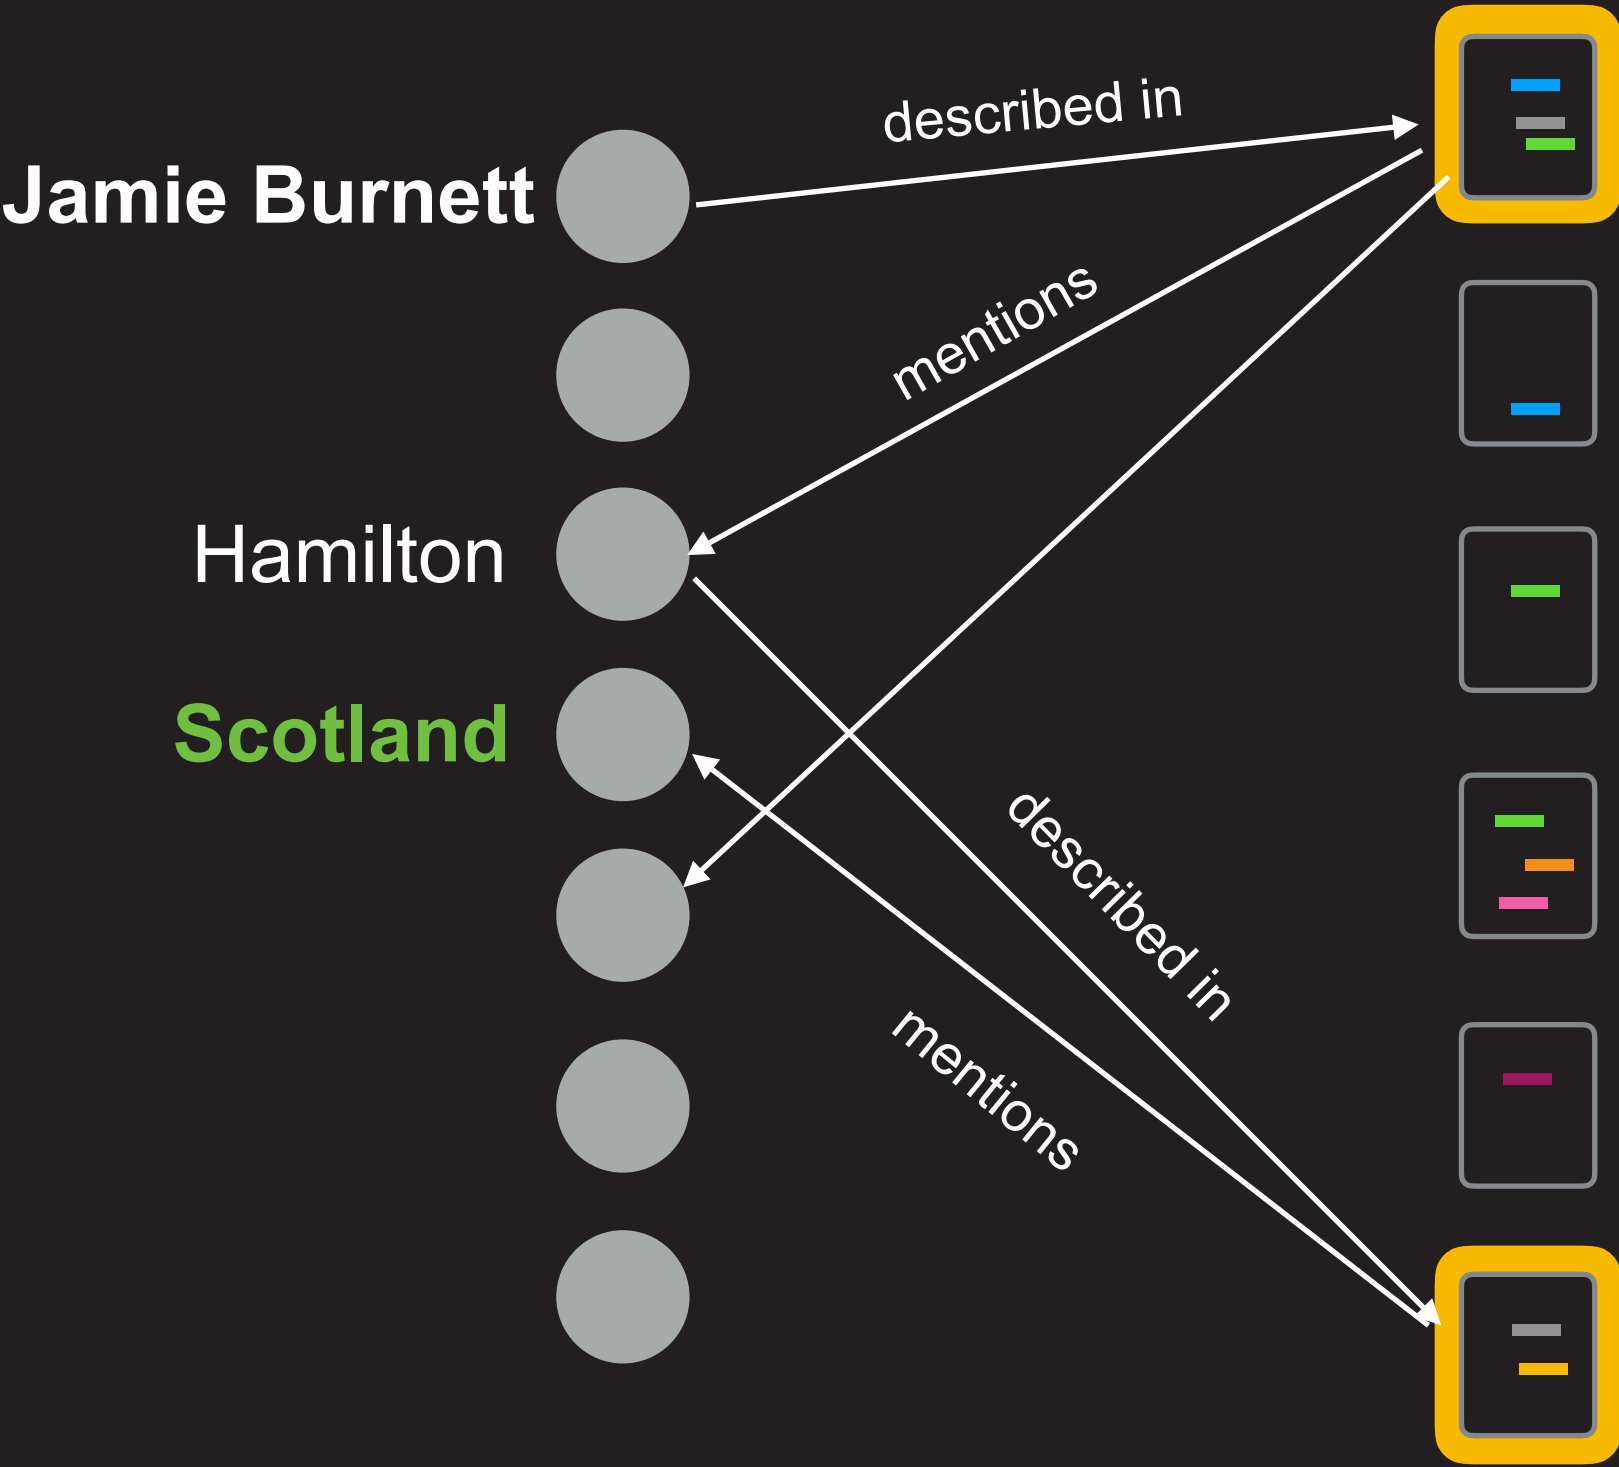 described in
Jamie Burnett
mentions
Hamilton
Scotland
described in
mentions